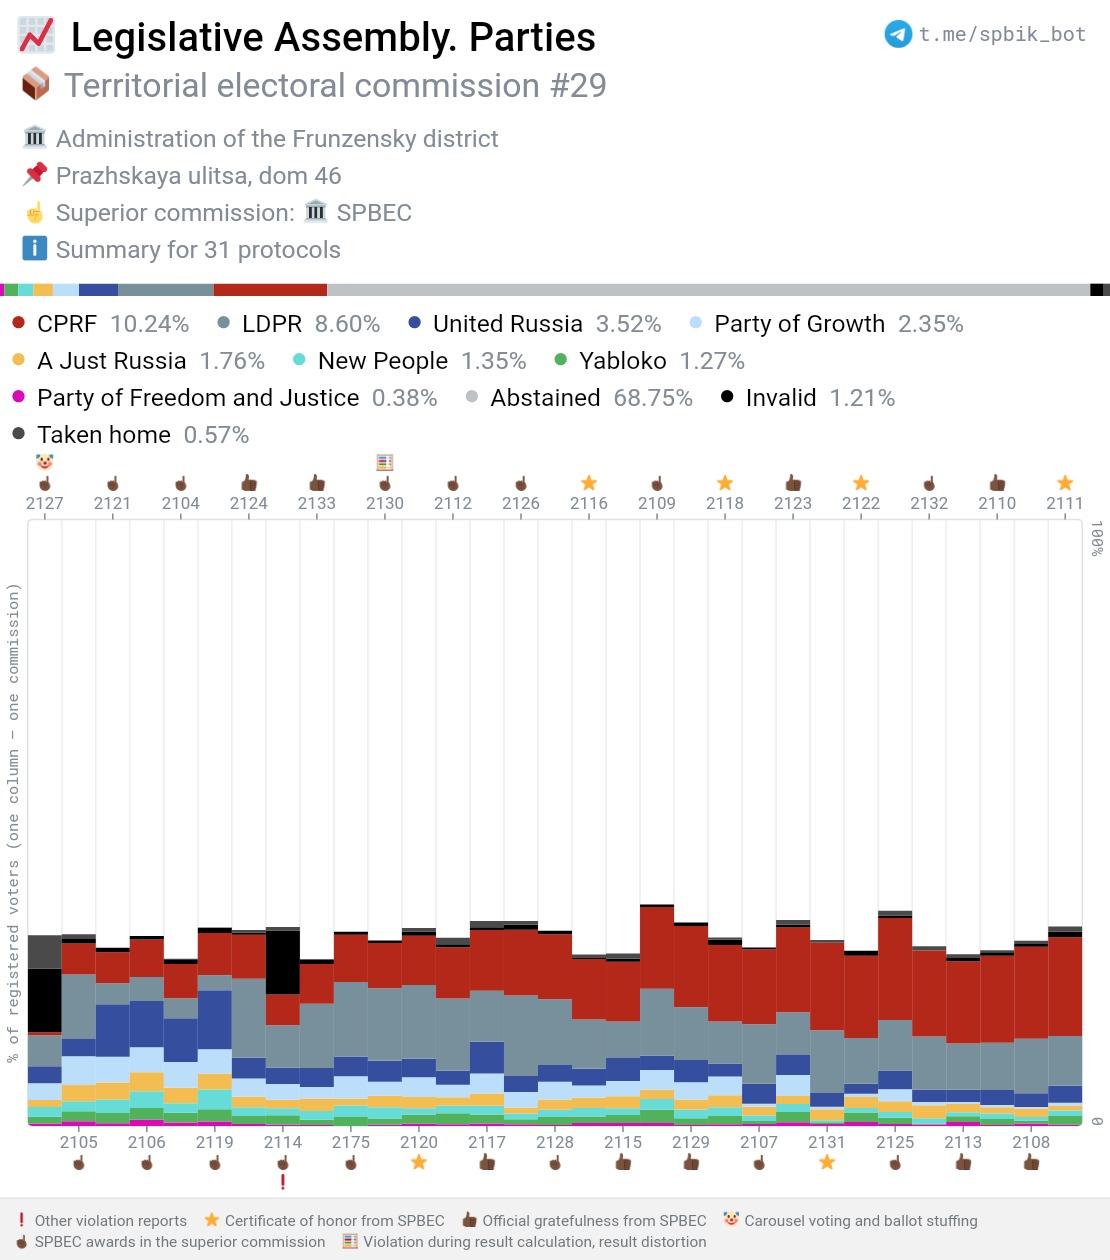 Legislative Assembly. Parties
t.me/spbik_bot
Territorial electoral commission #29
Administration of the Frunzensky district
Prazhskaya ulitsa, dom 46
Superior commission: SPBEC
Summary for 31 protocols
CPRF 10.24% LDPR 8.60% United Russia 3.52% Party of Growth 2.35%
A Just Russia 1.76% New People 1.35% Yabloko 1.27%
Party of Freedom and Justice 0.38% Abstained 68.75% Invalid 1.21%
Taken home 0.57%
2127 2121 2104 2124 2133 2130 2112 2126 2116 2109 2118 2123 2122 2132 2110 2111
100%
% of registered voters (one column – one commission)
0
2105 2106 2119 2114 2175 2120 2117 2128 2115 2129 2107 2131 2125 2113 2108
Other violation reports Certificate of honor from SPBEC Official gratefulness from SPBEC Carousel voting and ballot stuffing
SPBEC awards in the superior commission Violation during result calculation, result distortion